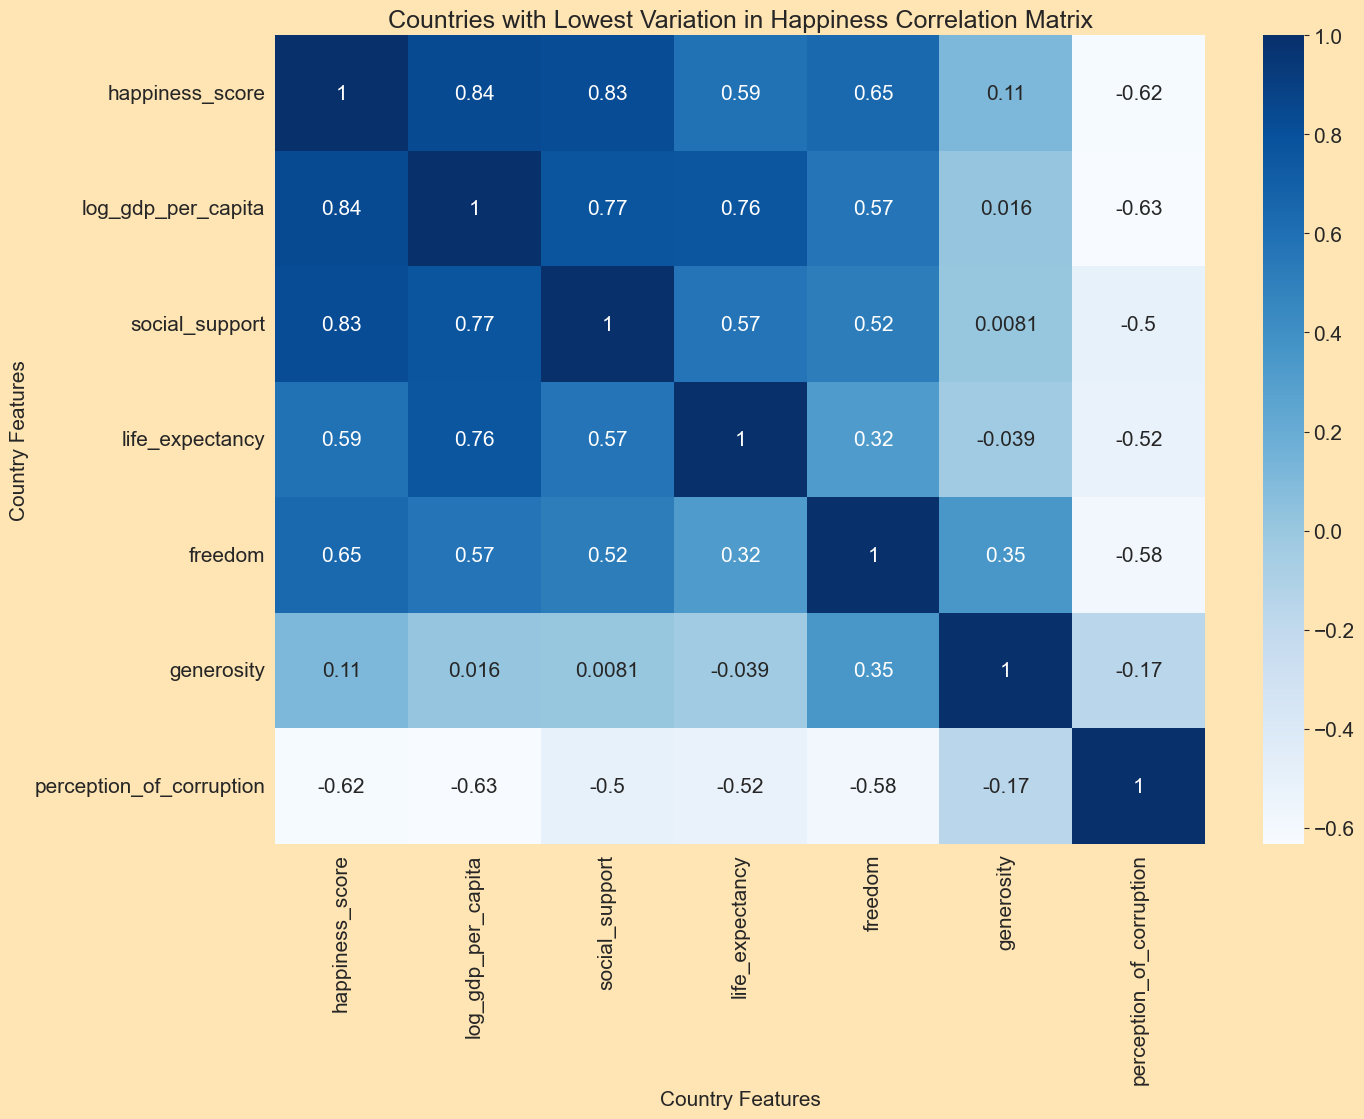 Countries with Lowest Variation in Happiness Correlation Matrix
happiness_score 1 0.84 0.83 0.59 0.65 0.11 -0.62
log_gdp_per_capita 0.84 1 0.77 0.76 0.57 0.016 -0.63
social_support 0.83 0.77 1 0.57 0.52 0.0081 -0.5
life_expectancy 0.59 0.76 0.57 1 0.32 -0.039 -0.52
freedom 0.65 0.57 0.52 0.32 1 0.35 -0.58
generosity 0.11 0.016 0.0081 -0.039 0.35 1 -0.17
perception_of_corruption -0.62 -0.63 -0.5 -0.52 -0.58 -0.17 1
Country Features
happiness_score
log_gdp_per_capita
social_support
life_expectancy
freedom
generosity
perception_of_corruption
Country Features
1.0
0.8
0.6
0.4
0.2
0.0
−0.2
−0.4
−0.6